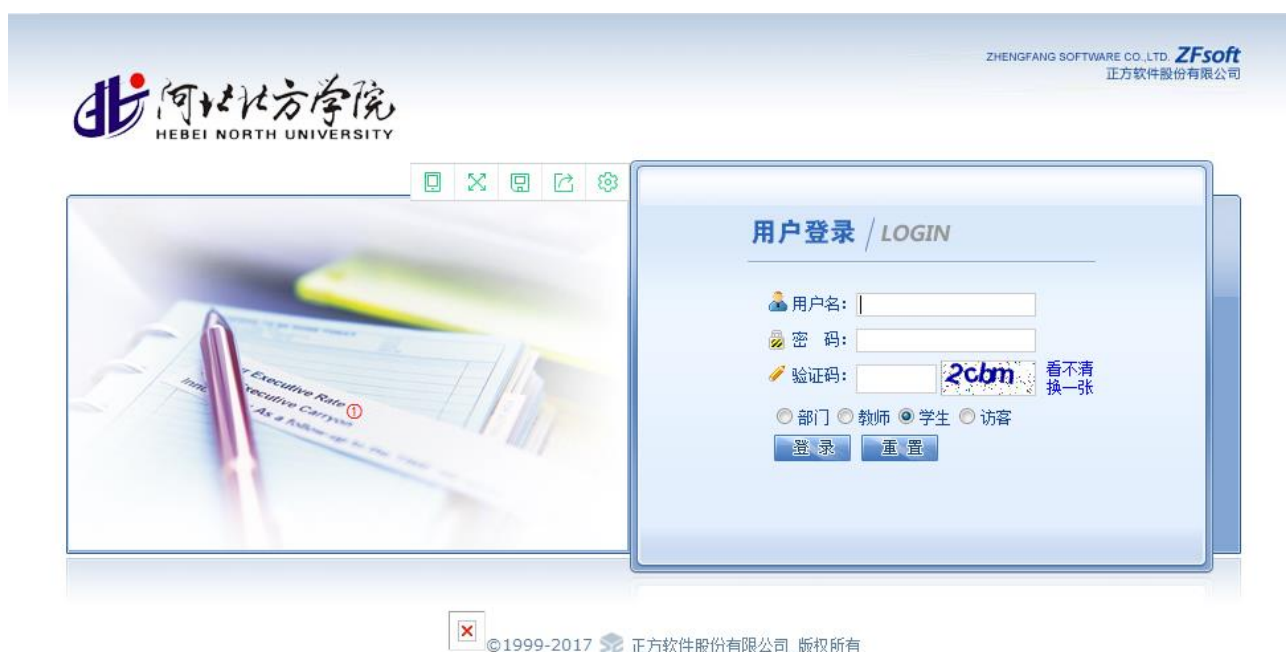 ZHENGFANG SOFTWARE CO.,LTD. ZFsoft
正方软件股份有限公司
河北北方学院
HEBEI NORTH UNIVERSITY
用户登录 / LOGIN
用户名：
密 码：
验证码： 2cbm 看不清
换一张
部门 教师 学生 访客
登 录 重 置
Executive Rate ①
Executive Carryon
As a follow-up to the
©1999-2017 正方软件股份有限公司 版权所有